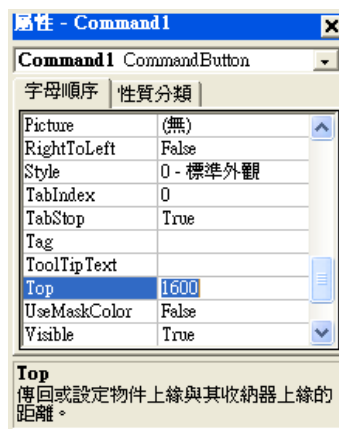 屬性 - Command1
Command1 CommandButton
字母順序 性質分類
Picture (無)
RightToLeft False
Style 0 - 標準外觀
TabIndex 0
TabStop True
Tag
ToolTipText
Top 1600
UseMaskColor False
Visible True
Top
傳回或設定物件上緣與其收納器上緣的
距離。